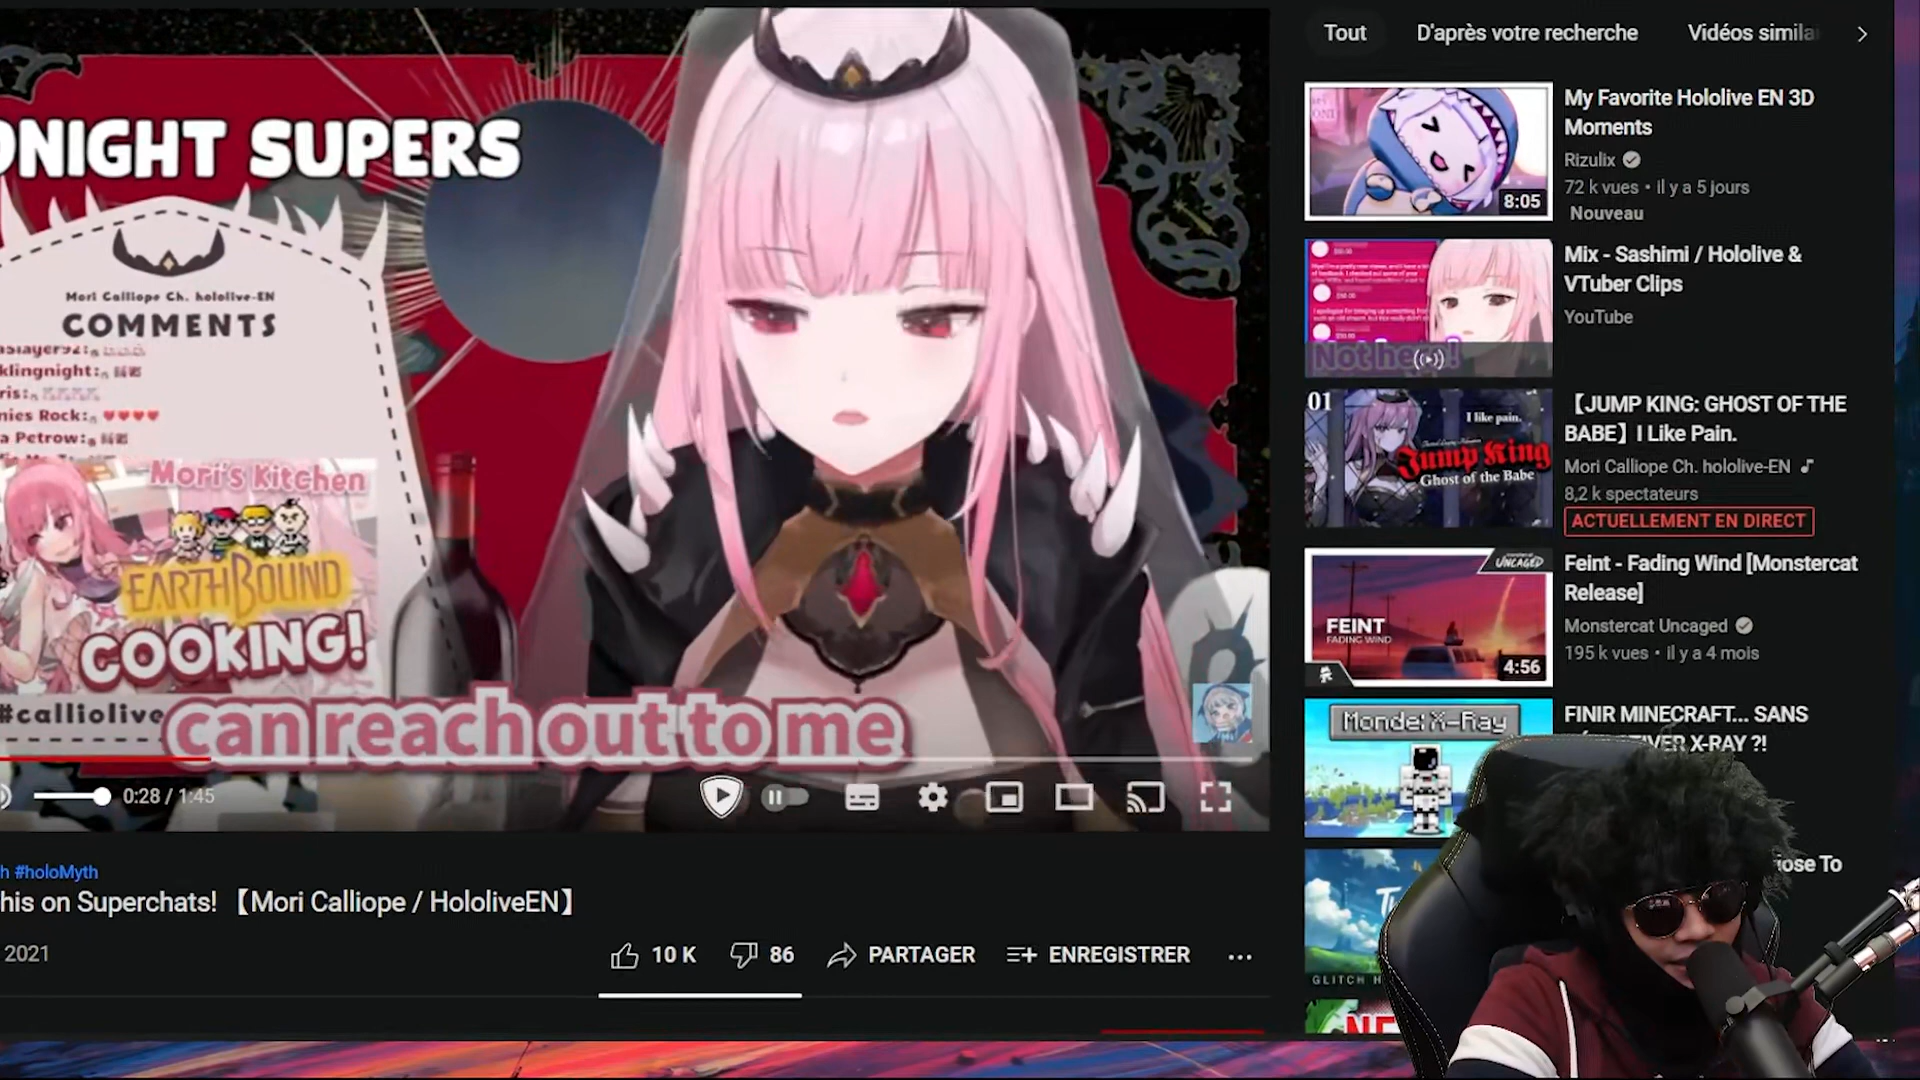 Tout
D'après votre recherche
Vidéos simila
ONIGHT SUPERS
Mori Calliope Ch. hololive-EN
COMMENTS
klingnight:
ris:
nies Rock:
a Petrow:
Mori's Kitchen
EARTHBOUND
COOKING!
#calliolive
can reach out to me
0:28 / 1:45
h #holoMyth
his on Superchats! 【Mori Calliope / HololiveEN】
2021
10 K
86
PARTAGER
ENREGISTRER
8:05
My Favorite Hololive EN 3D
Moments
Rizulix
72 k vues • il y a 5 jours
Nouveau
Mix - Sashimi / Hololive &
VTuber Clips
YouTube
01
I like pain.
Jump King
Ghost of the Babe
【JUMP KING: GHOST OF THE
BABE】I Like Pain.
Mori Calliope Ch. hololive-EN
8,2 k spectateurs
ACTUELLEMENT EN DIRECT
UNCAGED
FEINT
FADING WIND
4:56
Feint - Fading Wind [Monstercat
Release]
Monstercat Uncaged
195 k vues • il y a 4 mois
Monde:X-Ray
FINIR MINECRAFT... SANS
X-RAY ?!
GLITCH H